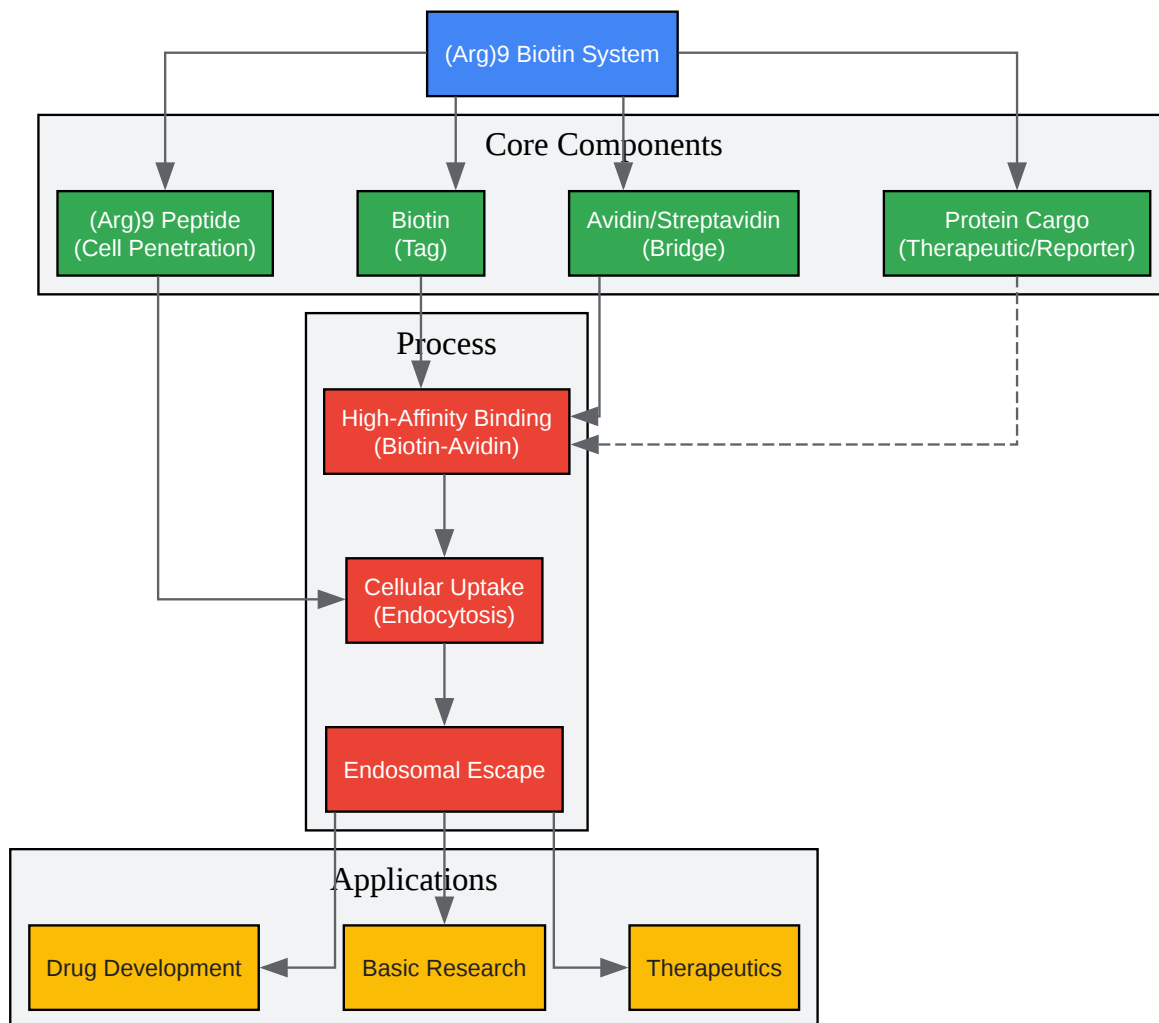 (Arg)9 Biotin System
Core Components
(Arg)9 Peptide
(Cell Penetration)
Biotin
(Tag)
Avidin/Streptavidin
(Bridge)
Protein Cargo
(Therapeutic/Reporter)
Process
High-Affinity Binding
(Biotin-Avidin)
Cellular Uptake
(Endocytosis)
Endosomal Escape
Applications
Drug Development
Basic Research
Therapeutics